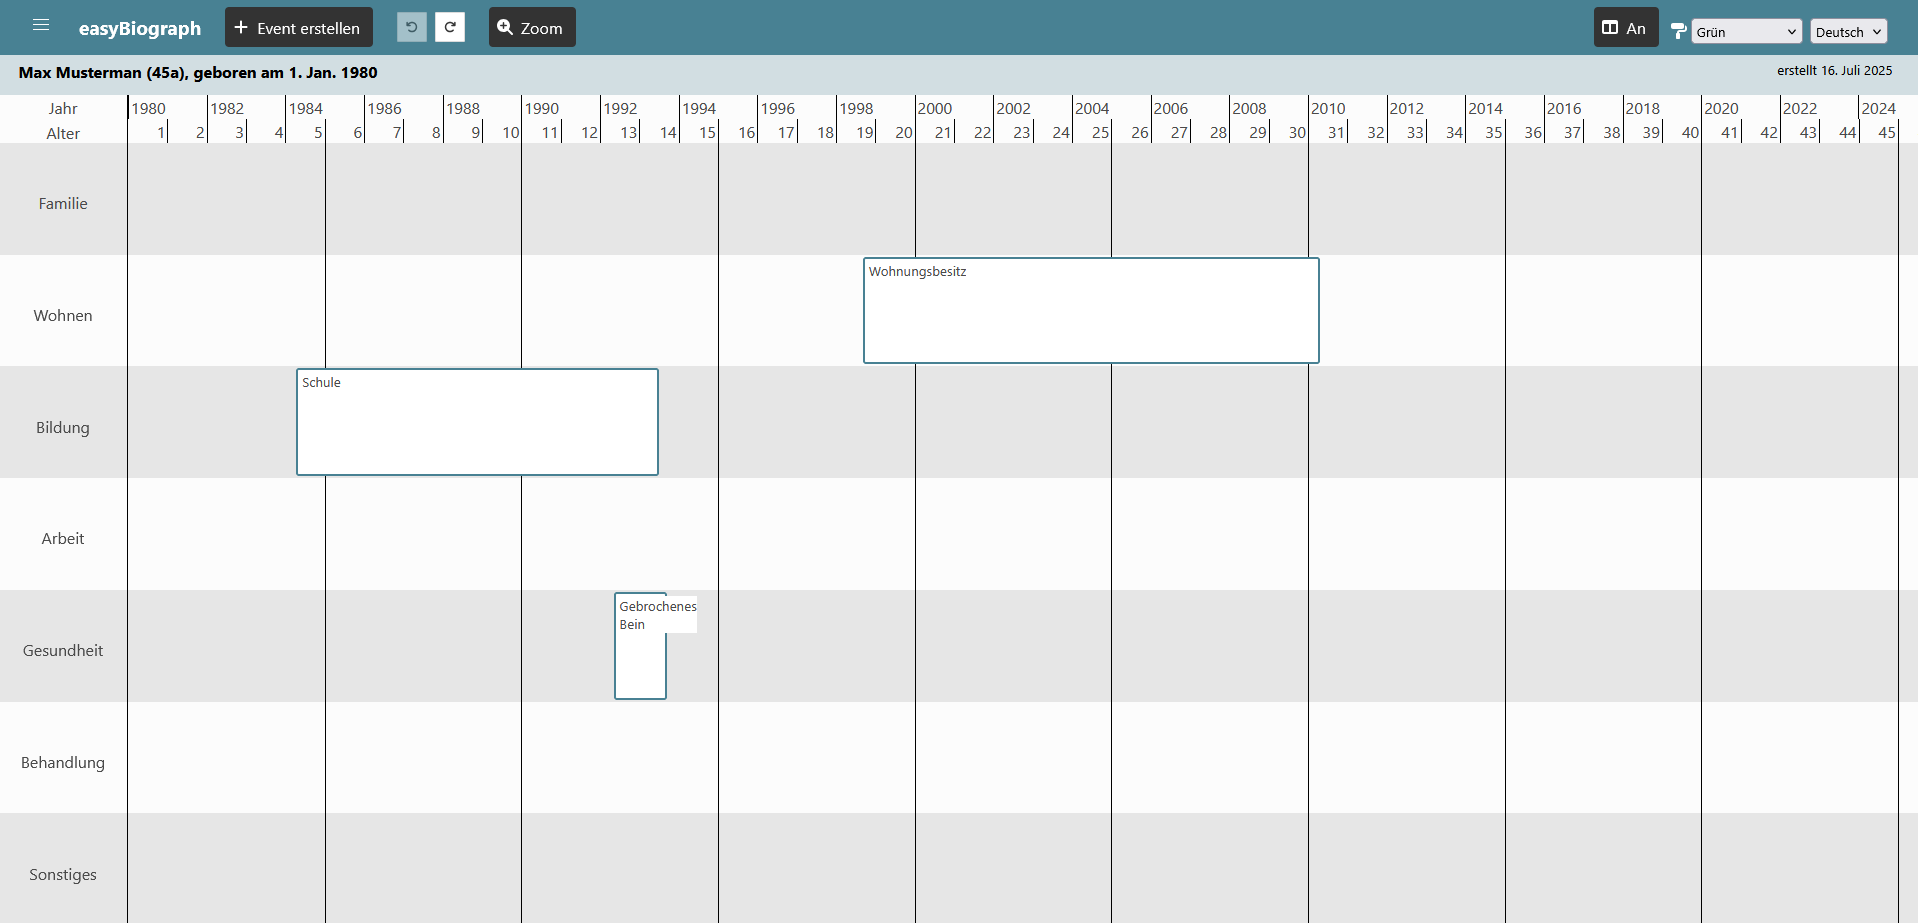 easyBiograph
Event erstellen
Zoom
An
Grün
Deutsch
Max Musterman (45a), geboren am 1. Jan. 1980
erstellt 16. Juli 2025
Jahr 1980 1982 1984 1986 1988 1990 1992 1994 1996 1998 2000 2002 2004 2006 2008 2010 2012 2014 2016 2018 2020 2022 2024
Alter 1 2 3 4 5 6 7 8 9 10 11 12 13 14 15 16 17 18 19 20 21 22 23 24 25 26 27 28 29 30 31 32 33 34 35 36 37 38 39 40 41 42 43 44 45
Familie
Wohnen
Wohnungsbesitz
Bildung
Schule
Arbeit
Gesundheit
Gebrochenes
Bein
Behandlung
Sonstiges